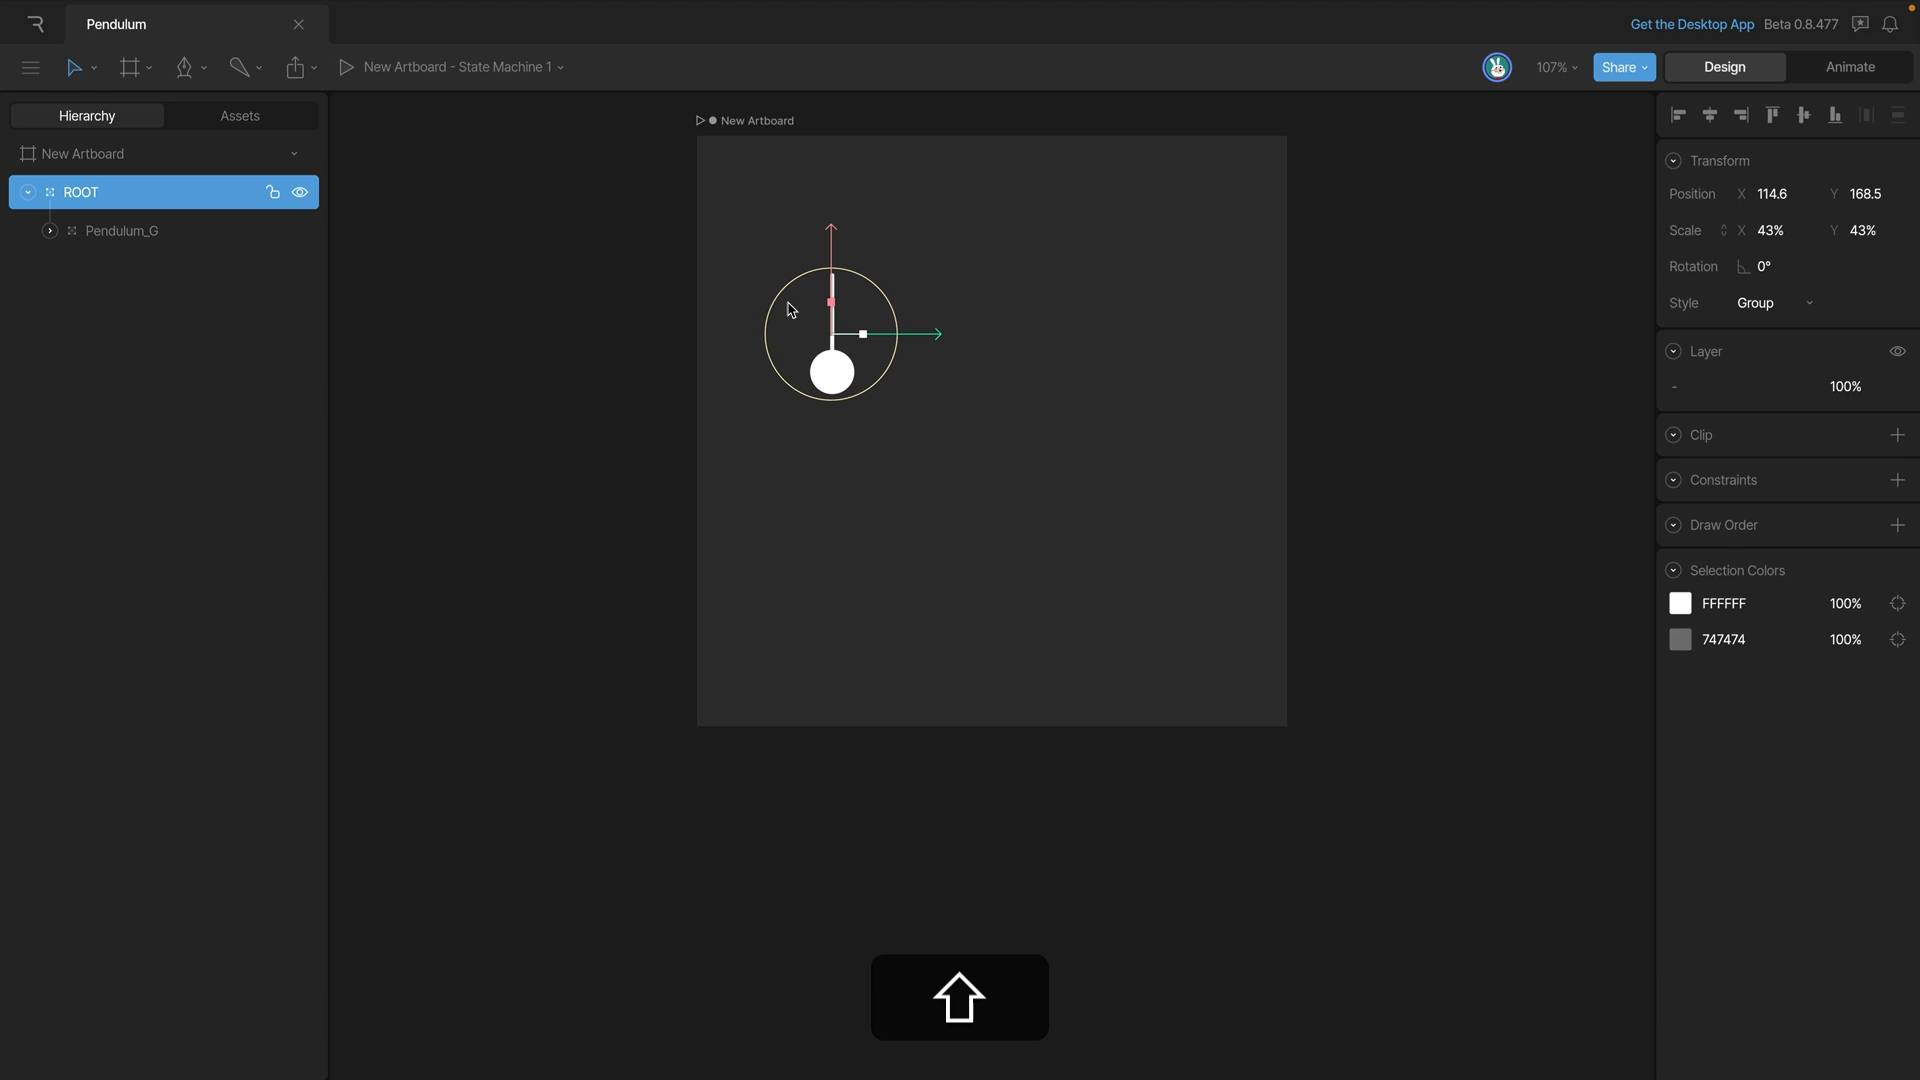 Pendulum
Get the Desktop App Beta 0.8.477
New Artboard - State Machine 1
107%
Share
Design
Animate
Hierarchy
Assets
New Artboard
New Artboard
ROOT
Pendulum_G
Transform
Position X 114.6 Y 168.5
Scale X 43% Y 43%
Rotation 0°
Style Group
Layer
- 100%
Clip
Constraints
Draw Order
Selection Colors
FFFFFF 100%
747474 100%